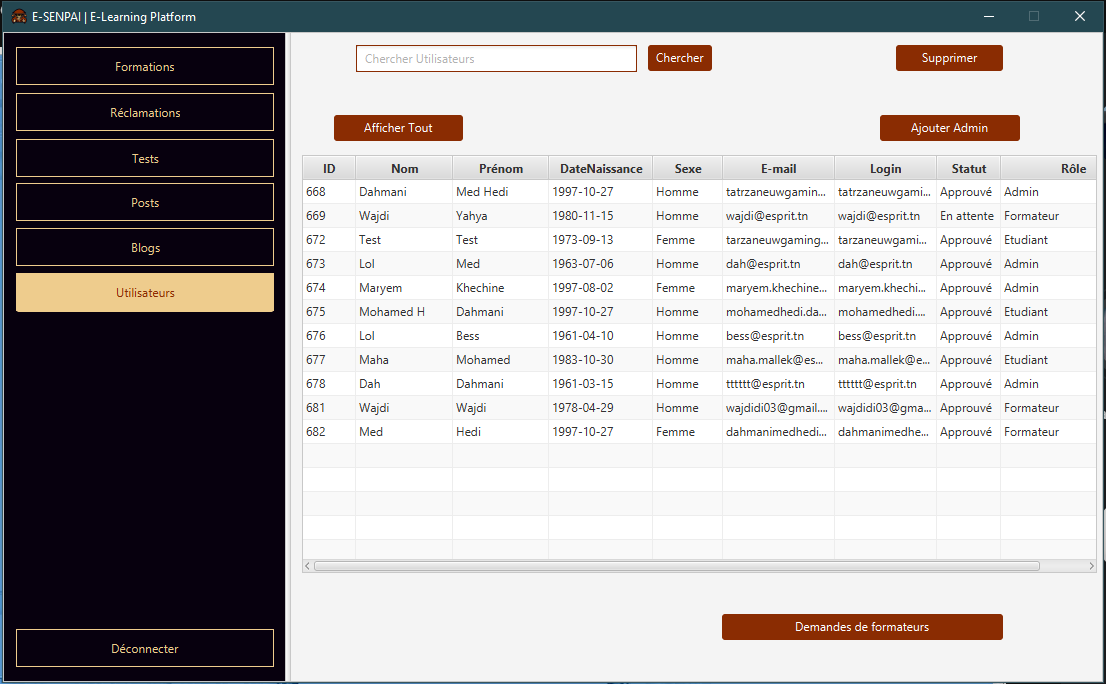 E-SENPAI | E-Learning Platform
Formations
Réclamations
Tests
Posts
Blogs
Utilisateurs
Déconnecter
Chercher Utilisateurs Chercher Supprimer
Afficher Tout Ajouter Admin
ID Nom Prénom DateNaissance Sexe E-mail Login Statut Rôle
668 Dahmani Med Hedi 1997-10-27 Homme tatrzaneuwgamin... tatrzaneuwgami... Approuvé Admin
669 Wajdi Yahya 1980-11-15 Homme wajdi@esprit.tn wajdi@esprit.tn En attente Formateur
672 Test Test 1973-09-13 Femme tarzaneuwgaming... tarzaneuwgami... Approuvé Etudiant
673 Lol Med 1963-07-06 Homme dah@esprit.tn dah@esprit.tn Approuvé Admin
674 Maryem Khechine 1997-08-02 Femme maryem.khechine... maryem.khechi... Approuvé Admin
675 Mohamed H Dahmani 1997-10-27 Homme mohamedhedi.da... mohamedhedi.... Approuvé Etudiant
676 Lol Bess 1961-04-10 Homme bess@esprit.tn bess@esprit.tn Approuvé Admin
677 Maha Mohamed 1983-10-30 Homme maha.mallek@es... maha.mallek@e... Approuvé Etudiant
678 Dah Dahmani 1961-03-15 Homme tttttt@esprit.tn tttttt@esprit.tn Approuvé Admin
681 Wajdi Wajdi 1978-04-29 Homme wajdidi03@gmail.... wajdidi03@gma... Approuvé Formateur
682 Med Hedi 1997-10-27 Femme dahmanimedhedi... dahmanimedhe... Approuvé Formateur
Demandes de formateurs